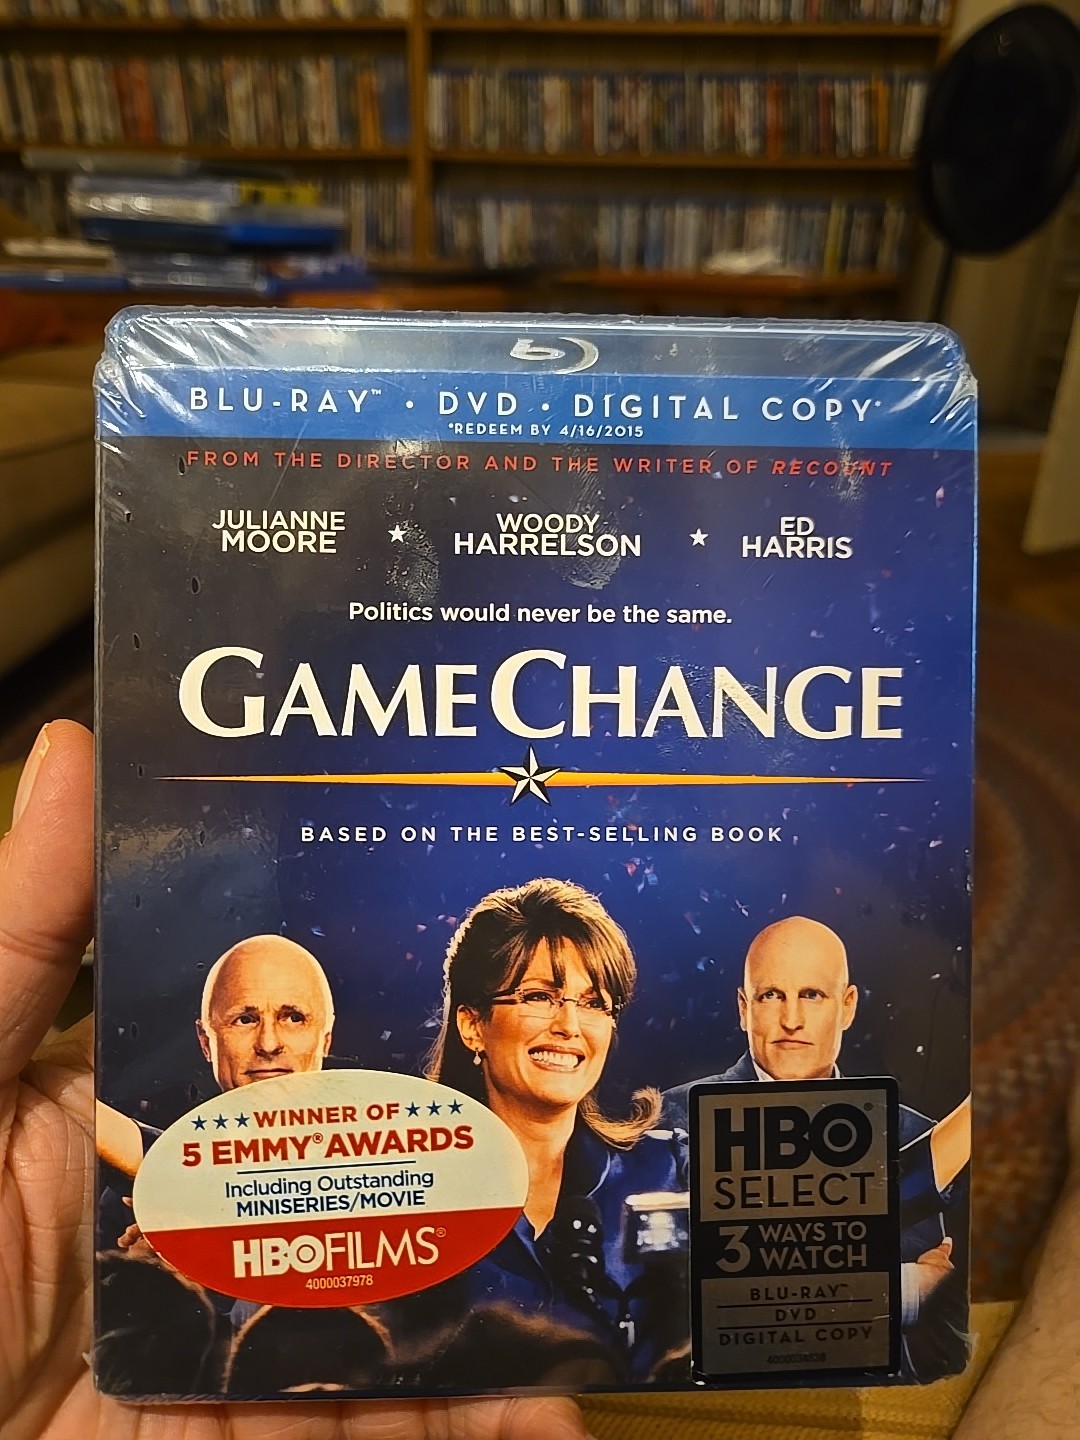 BLU-RAY™ • DVD • DIGITAL COPY*
*REDEEM BY 4/16/2015
FROM THE DIRECTOR AND THE WRITER OF RECOUNT
JULIANNE MOORE ★ WOODY HARRELSON ★ ED HARRIS
Politics would never be the same.
GAME CHANGE
BASED ON THE BEST-SELLING BOOK
★★★WINNER OF★★★
5 EMMY® AWARDS
Including Outstanding
MINISERIES/MOVIE
HBO FILMS®
4000037978
HBO®
SELECT
3 WAYS TO WATCH
BLU-RAY™
DVD
DIGITAL COPY